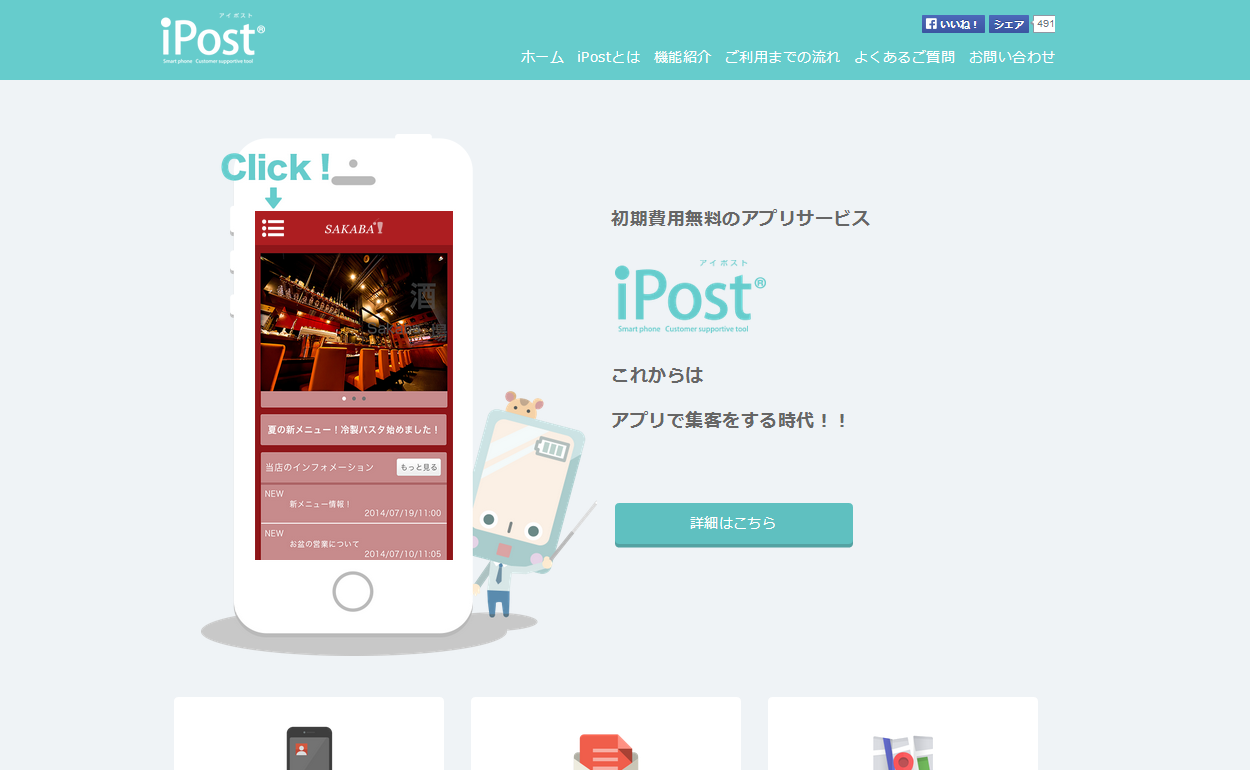 アイポスト
iPost®
Smart phone Customer supportive tool
いいね！
シェア
491
ホーム iPostとは 機能紹介 ご利用までの流れ よくあるご質問 お問い合わせ
Click !
SAKABA
酒
場
夏の新メニュー！冷製パスタ始めました！
当店のインフォメーション
もっと見る
NEW
新メニュー情報！
2014/07/19/11:00
NEW
お盆の営業について
2014/07/10/11:05
初期費用無料のアプリサービス
アイポスト
iPost®
Smart phone Customer supportive tool
これからは
アプリで集客をする時代！！
詳細はこちら